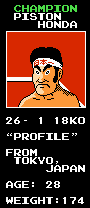 CHAMPION
PISTON
HONDA
26- 1 18KO
“PROFILE”
FROM
TOKYO,
JAPAN
AGE: 28
WEIGHT:174